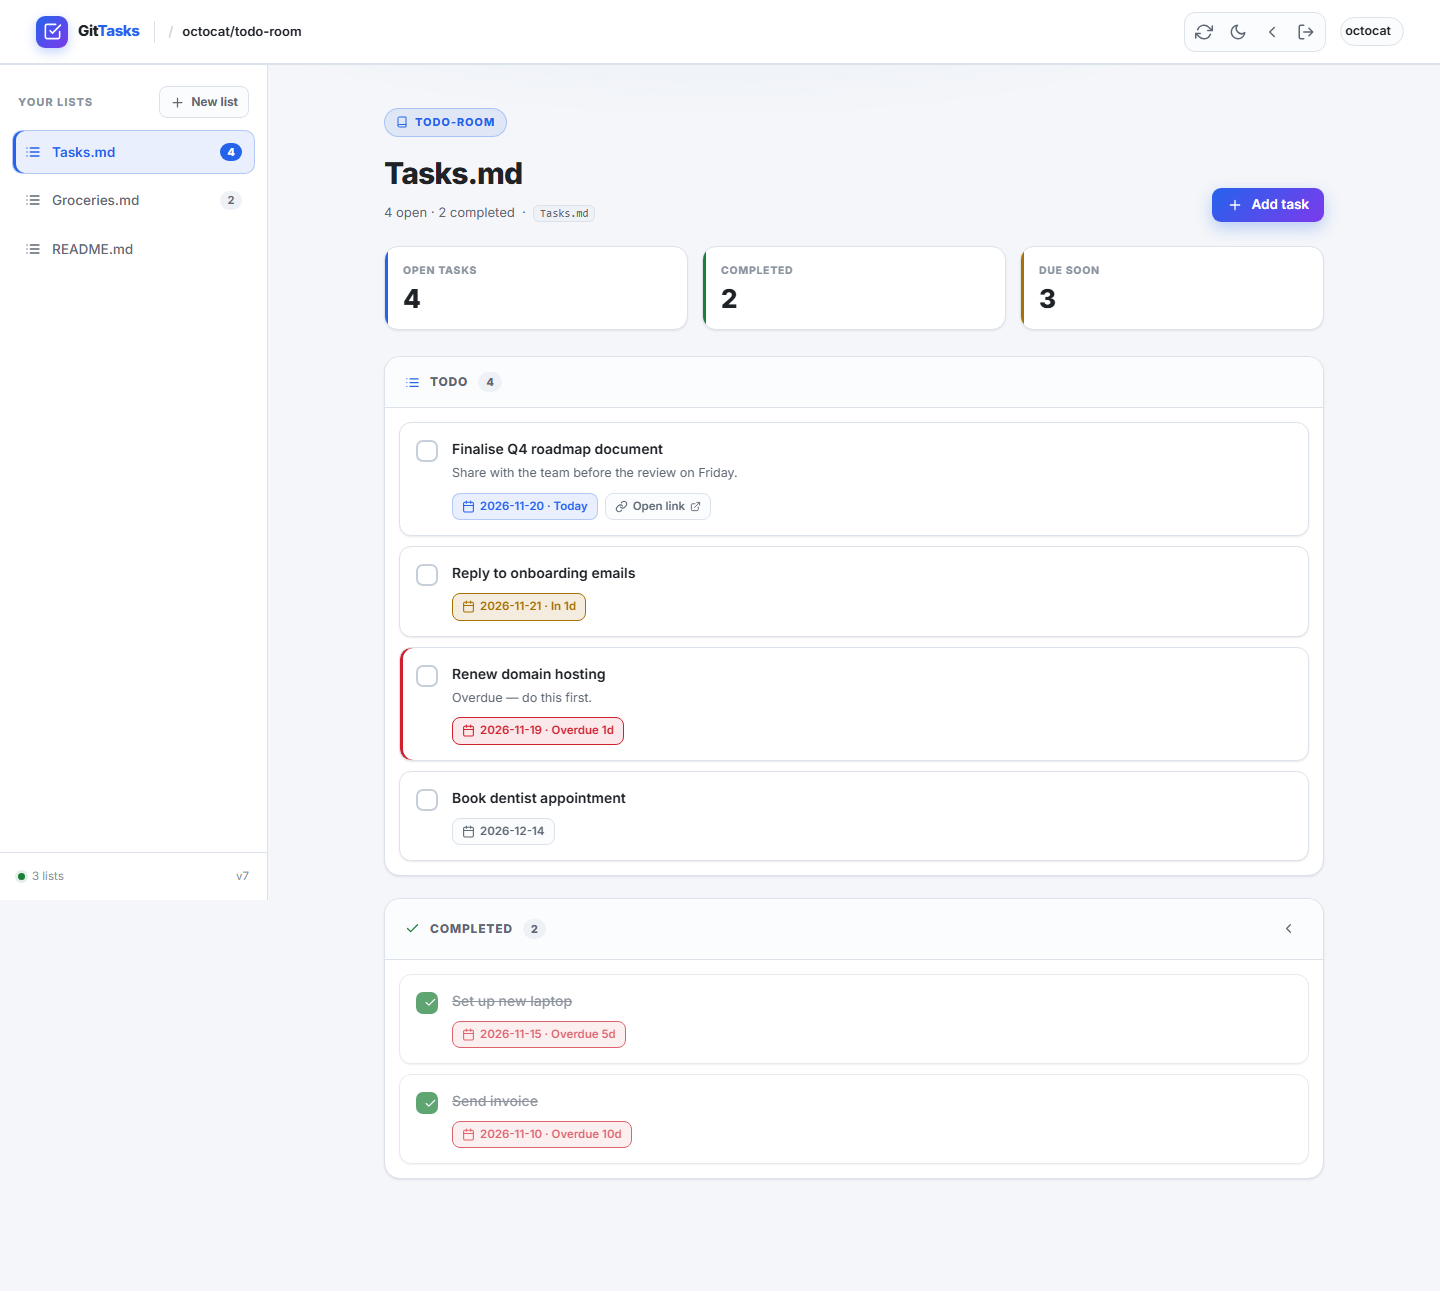 GitTasks / octocat/todo-room octocat
YOUR LISTS New list
Tasks.md 4
Groceries.md 2
README.md
3 lists v7
TODO-ROOM
Tasks.md
4 open · 2 completed · Tasks.md
Add task
OPEN TASKS
4
COMPLETED
2
DUE SOON
3
TODO 4
Finalise Q4 roadmap document
Share with the team before the review on Friday.
2026-11-20 · Today Open link
Reply to onboarding emails
2026-11-21 · In 1d
Renew domain hosting
Overdue — do this first.
2026-11-19 · Overdue 1d
Book dentist appointment
2026-12-14
COMPLETED 2
Set up new laptop
2026-11-15 · Overdue 5d
Send invoice
2026-11-10 · Overdue 10d